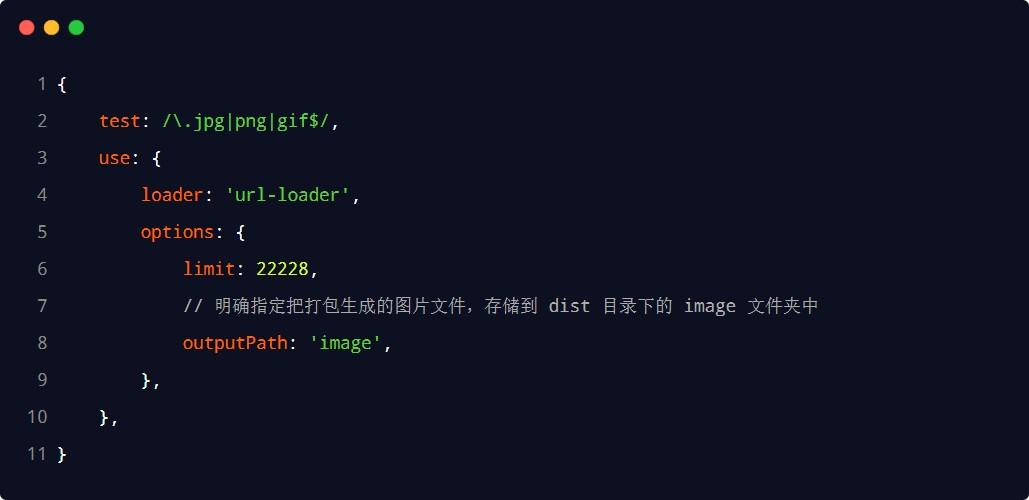 1 {
2     test: /\.jpg|png|gif$/,
3     use: {
4         loader: 'url-loader',
5         options: {
6             limit: 22228,
7             // 明确指定把打包生成的图片文件，存储到 dist 目录下的 image 文件夹中
8             outputPath: 'image',
9         },
10     },
11 }